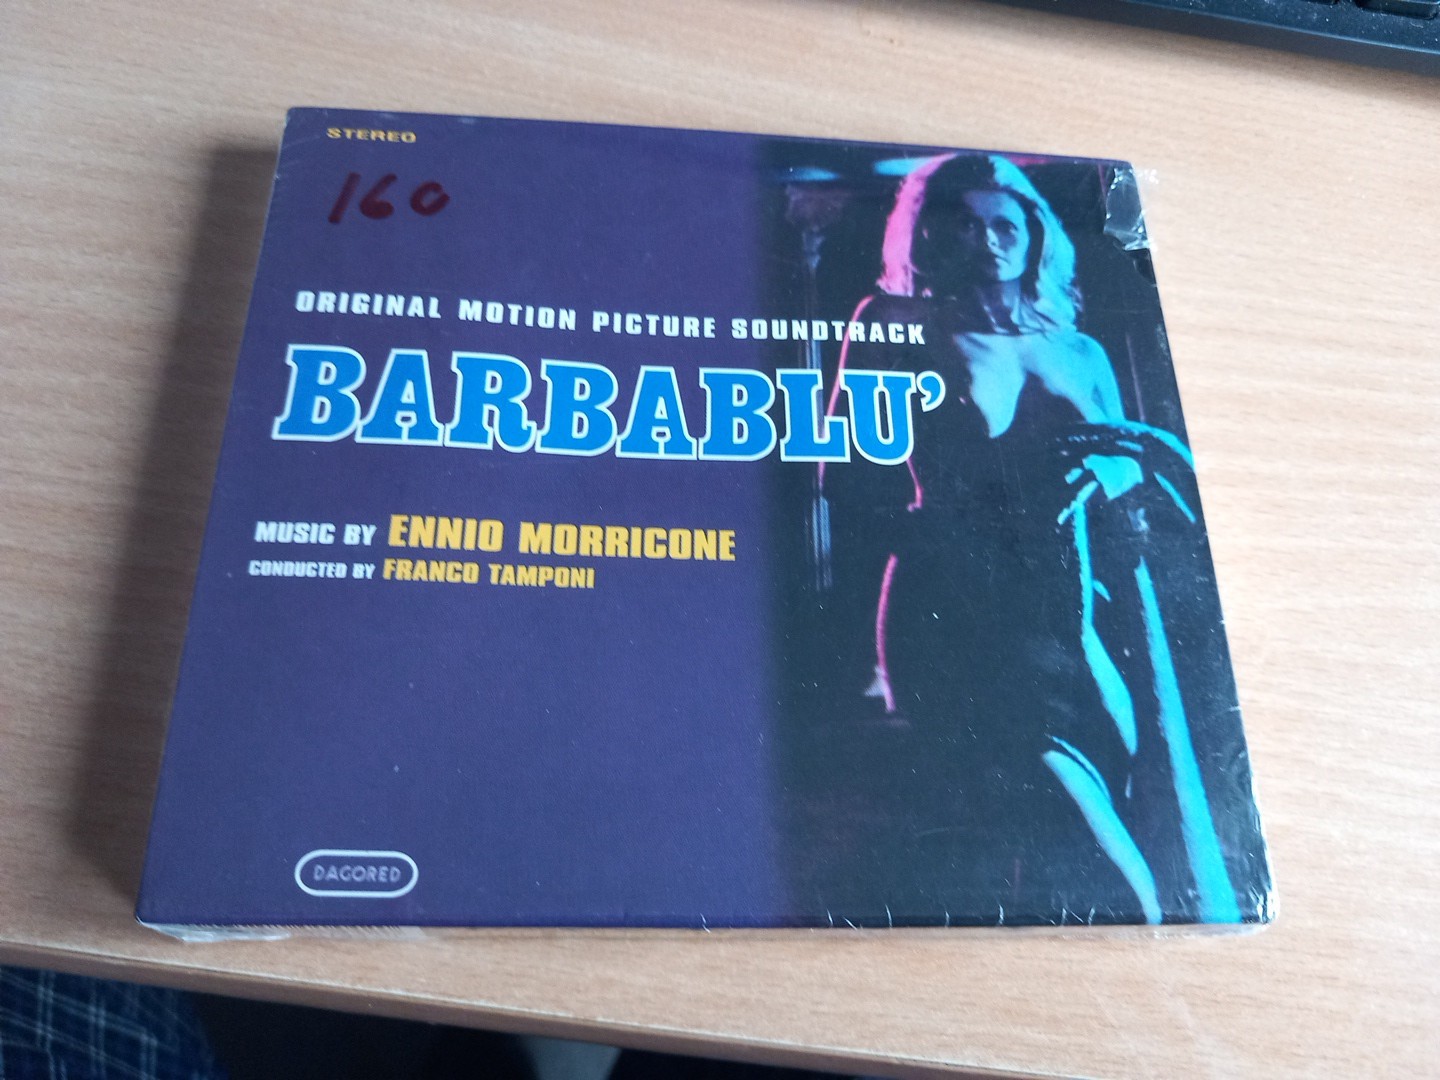 STEREO
160
ORIGINAL MOTION PICTURE SOUNDTRACK
BARBABLU'
MUSIC BY ENNIO MORRICONE
CONDUCTED BY FRANCO TAMPONI
DAGORED